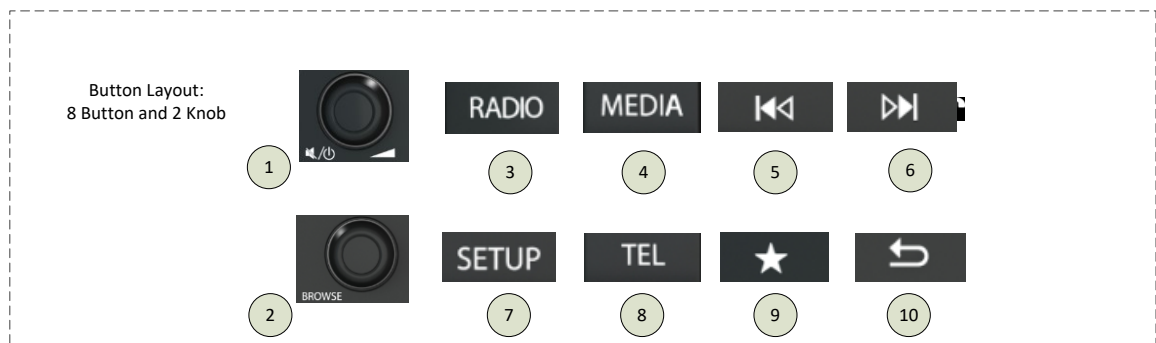 Button Layout:
8 Button and 2 Knob
RADIO
MEDIA
/
1
3
4
5
6
BROWSE
SETUP
TEL
2
7
8
9
10